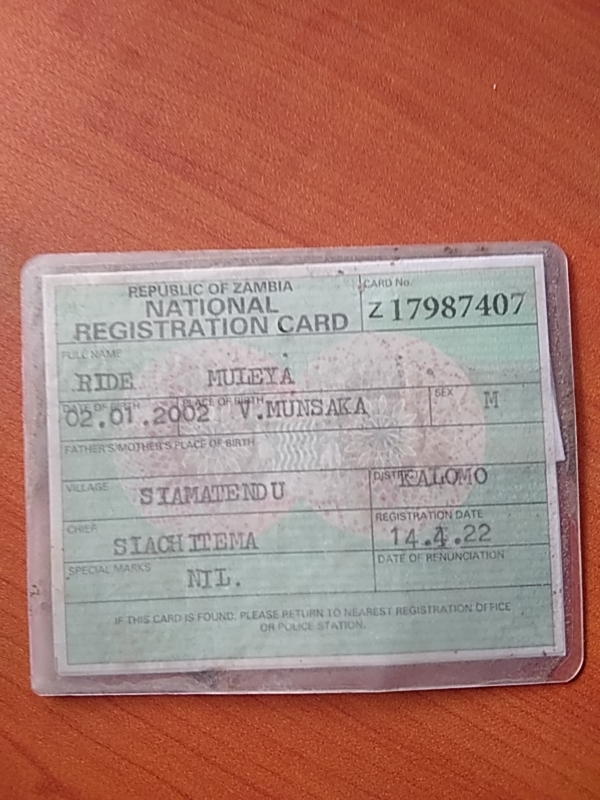 REPUBLIC OF ZAMBIA
NATIONAL
REGISTRATION CARD
CARD No.
Z 17987407
FULL NAME
RIDE MULEYA
DATE OF BIRTH PLACE OF BIRTH SEX
02.01.2002 V.MUNSAKA M
FATHER'S/MOTHER'S PLACE OF BIRTH
VILLAGE SIAMATENDU
DISTRICT KALOMO
CHIEF SIACHITEMA
REGISTRATION DATE
14.4.22
SPECIAL MARKS NIL.
DATE OF RENUNCIATION
IF THIS CARD IS FOUND, PLEASE RETURN TO NEAREST REGISTRATION OFFICE
OR POLICE STATION.